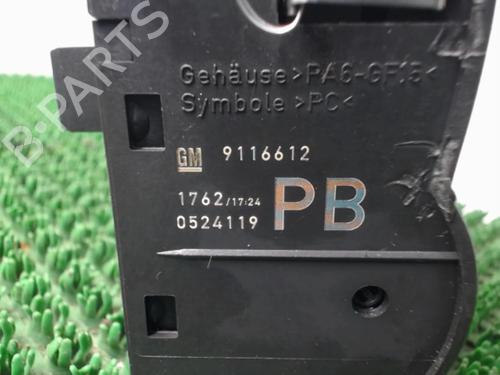 Gehäuse >PA6-GF15<
Symbole >PC<
GM 9116612
1762/17:24
0524119 PB
B-PARTS